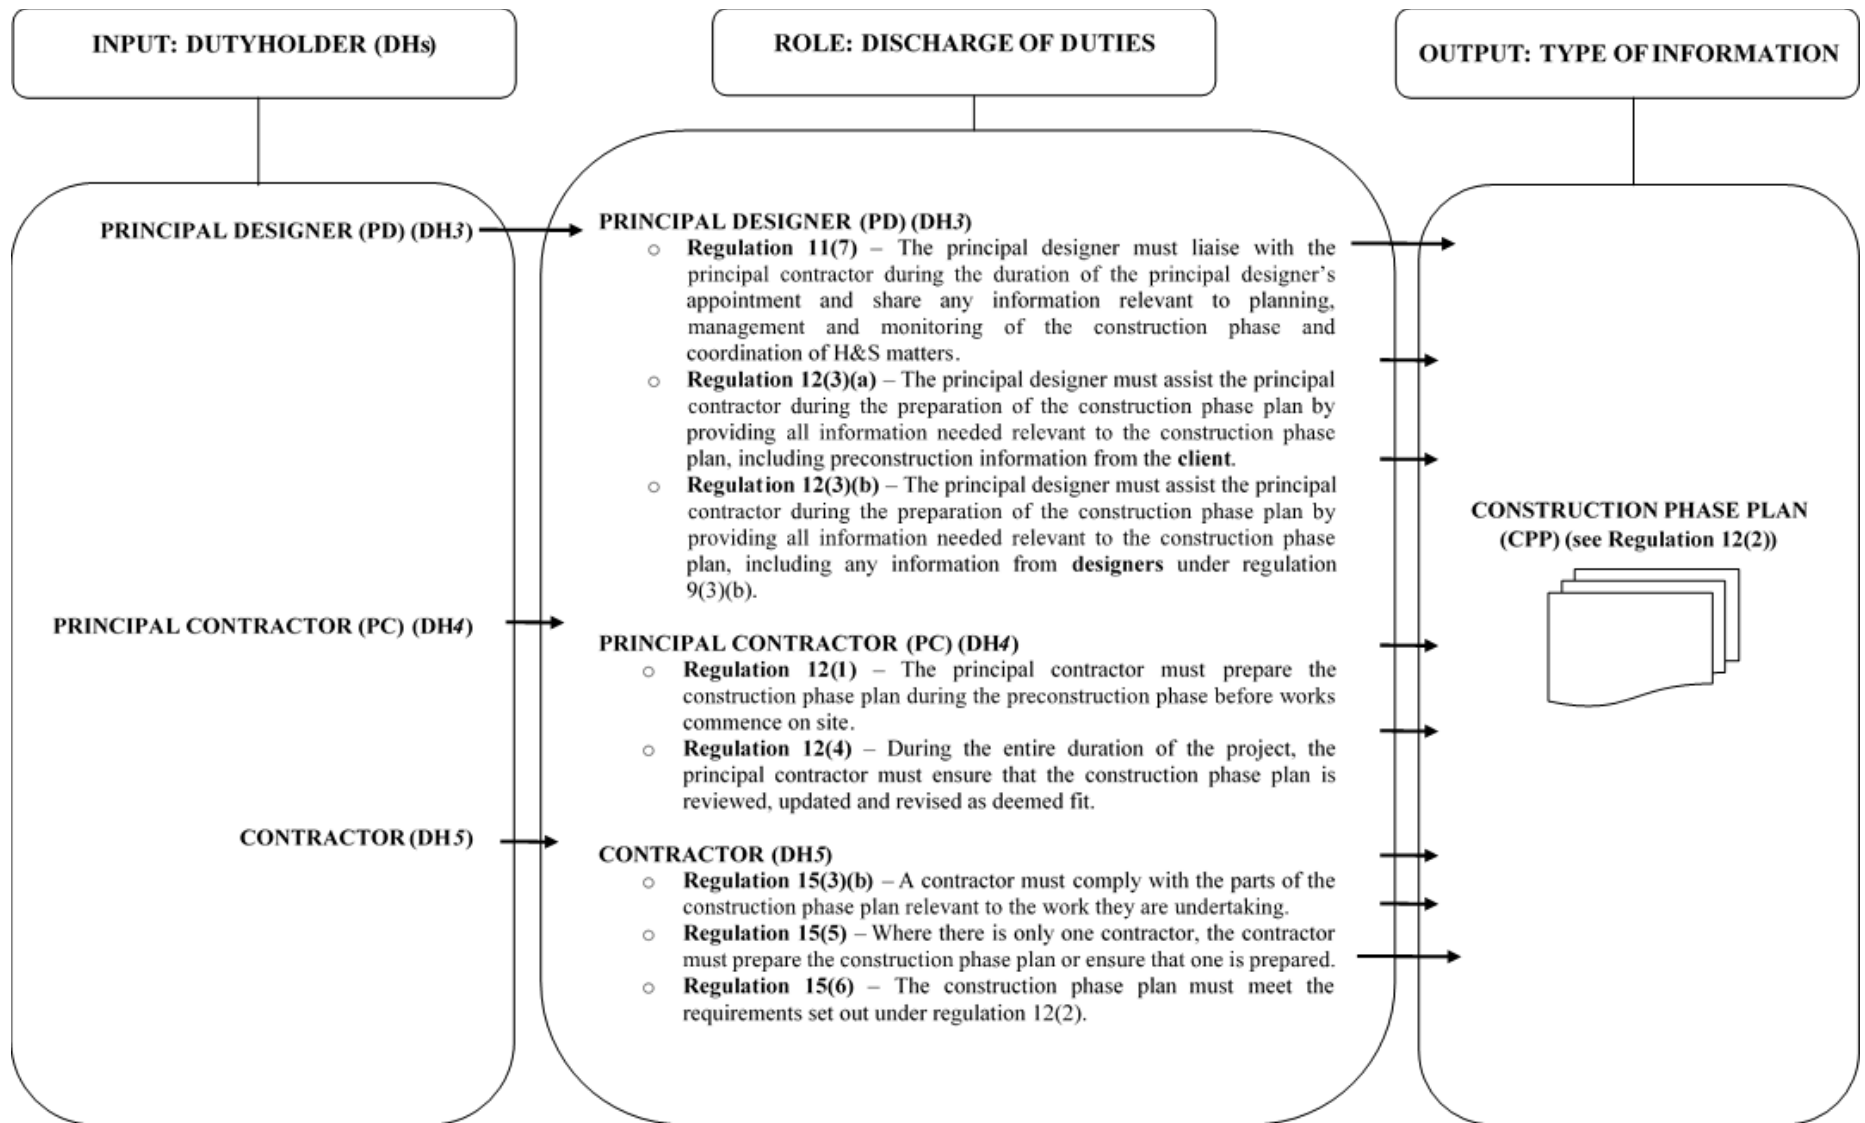 INPUT: DUTYHOLDER (DHs)
ROLE: DISCHARGE OF DUTIES
OUTPUT: TYPE OF INFORMATION
PRINCIPAL DESIGNER (PD) (DH3)
PRINCIPAL CONTRACTOR (PC) (DH4)
CONTRACTOR (DH5)
PRINCIPAL DESIGNER (PD) (DH3)
o Regulation 11(7) – The principal designer must liaise with the
principal contractor during the duration of the principal designer's
appointment and share any information relevant to planning,
management and monitoring of the construction phase and
coordination of H&S matters.
o Regulation 12(3)(a) – The principal designer must assist the principal
contractor during the preparation of the construction phase plan by
providing all information needed relevant to the construction phase
plan, including preconstruction information from the client.
o Regulation 12(3)(b) – The principal designer must assist the principal
contractor during the preparation of the construction phase plan by
providing all information needed relevant to the construction phase
plan, including any information from designers under regulation
9(3)(b).
PRINCIPAL CONTRACTOR (PC) (DH4)
o Regulation 12(1) – The principal contractor must prepare the
construction phase plan during the preconstruction phase before works
commence on site.
o Regulation 12(4) – During the entire duration of the project, the
principal contractor must ensure that the construction phase plan is
reviewed, updated and revised as deemed fit.
CONTRACTOR (DH5)
o Regulation 15(3)(b) – A contractor must comply with the parts of the
construction phase plan relevant to the work they are undertaking.
o Regulation 15(5) – Where there is only one contractor, the contractor
must prepare the construction phase plan or ensure that one is prepared.
o Regulation 15(6) – The construction phase plan must meet the
requirements set out under regulation 12(2).
CONSTRUCTION PHASE PLAN
(CPP) (see Regulation 12(2))